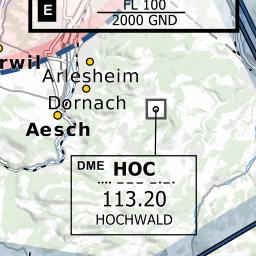 FL 100
E
2000 GND
rwil
Arlesheim
Dornach
Aesch
DME HOC
113.20
HOCHWALD